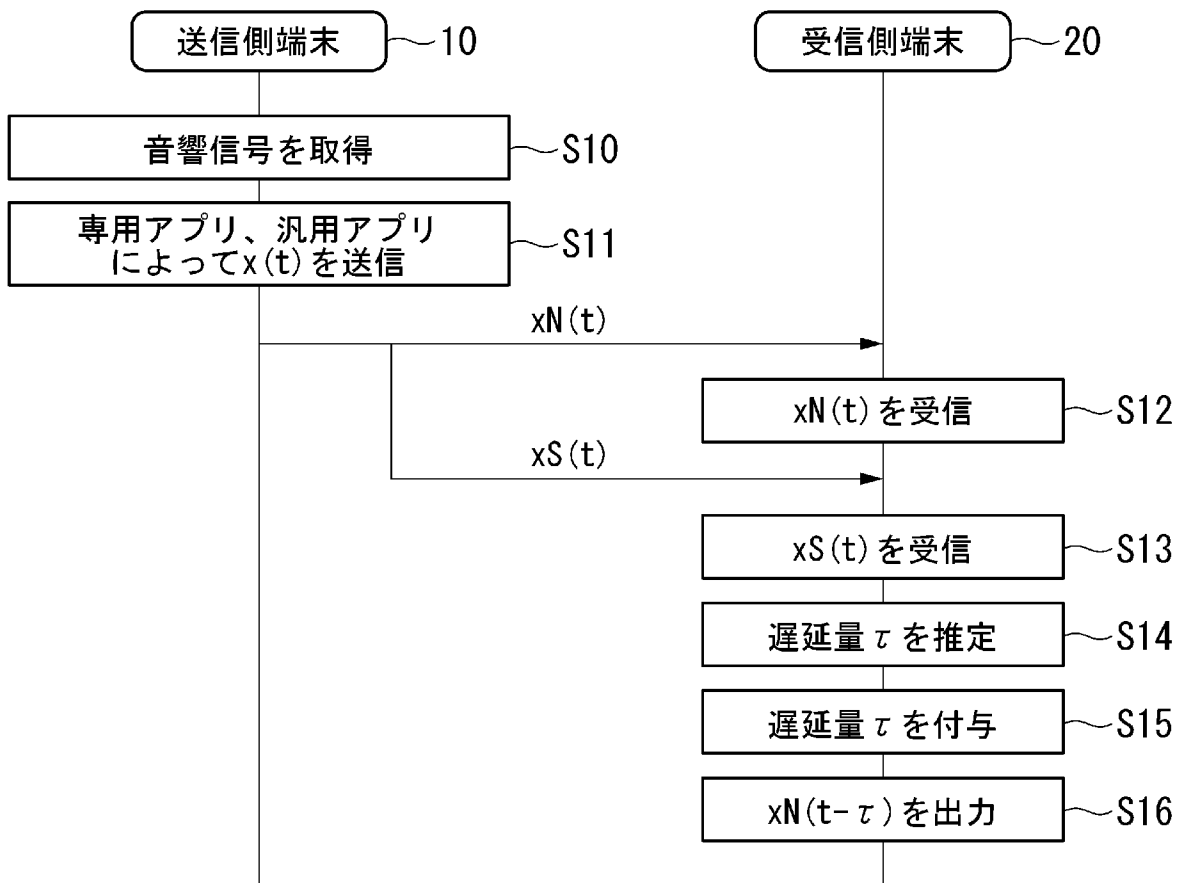 送信側端末
10
受信側端末
20
音響信号を取得
S10
専用アプリ、汎用アプリ
によってx(t)を送信
S11
xN(t)
xN(t)を受信
S12
xS(t)
xS(t)を受信
S13
遅延量τを推定
S14
遅延量τを付与
S15
xN(t-τ)を出力
S16